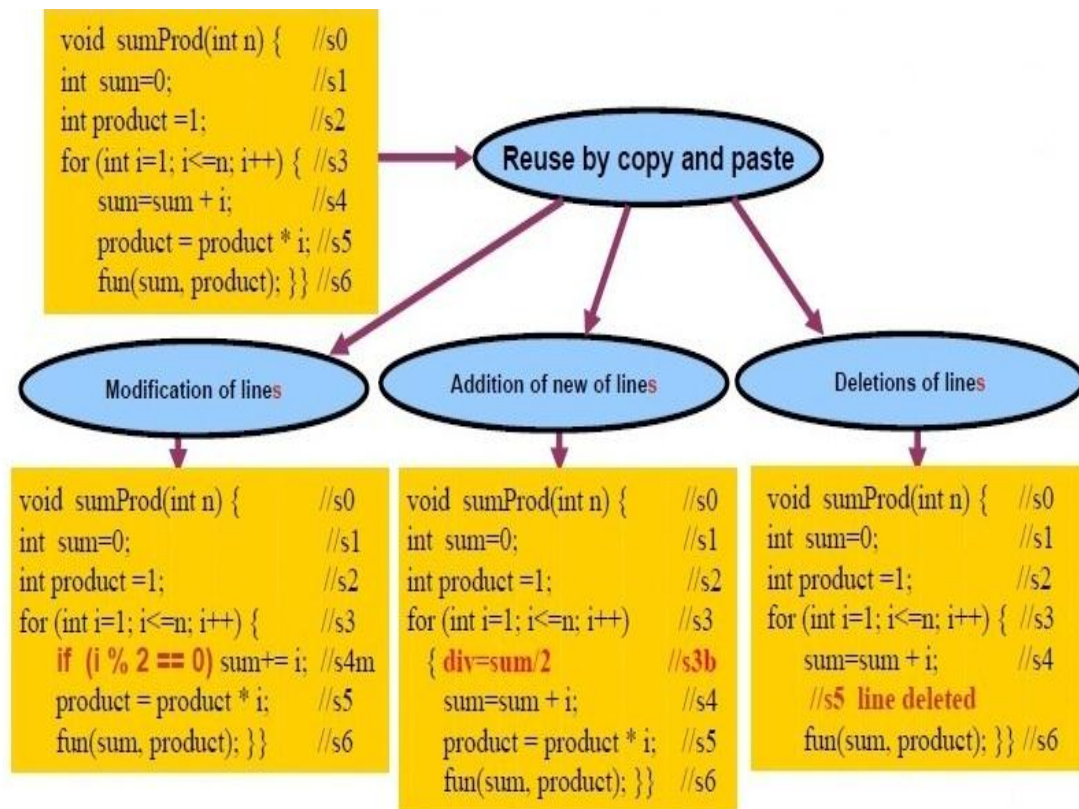 void sumProd(int n) { //s0
int sum=0; //s1
int product =1; //s2
for (int i=1; i<=n; i++) { //s3
sum=sum + i; //s4
product = product * i; //s5
fun(sum, product); }} //s6
Reuse by copy and paste
Modification of lines
Addition of new of lines
Deletions of lines
void sumProd(int n) { //s0
int sum=0; //s1
int product =1; //s2
for (int i=1; i<=n; i++) { //s3
if (i % 2 == 0) sum+= i; //s4m
product = product * i; //s5
fun(sum, product); }} //s6
void sumProd(int n) { //s0
int sum=0; //s1
int product =1; //s2
for (int i=1; i<=n; i++) //s3
{ div=sum/2 //s3b
sum=sum + i; //s4
product = product * i; //s5
fun(sum, product); }} //s6
void sumProd(int n) { //s0
int sum=0; //s1
int product =1; //s2
for (int i=1; i<=n; i++) { //s3
sum=sum + i; //s4
//s5 line deleted
fun(sum, product); }} //s6